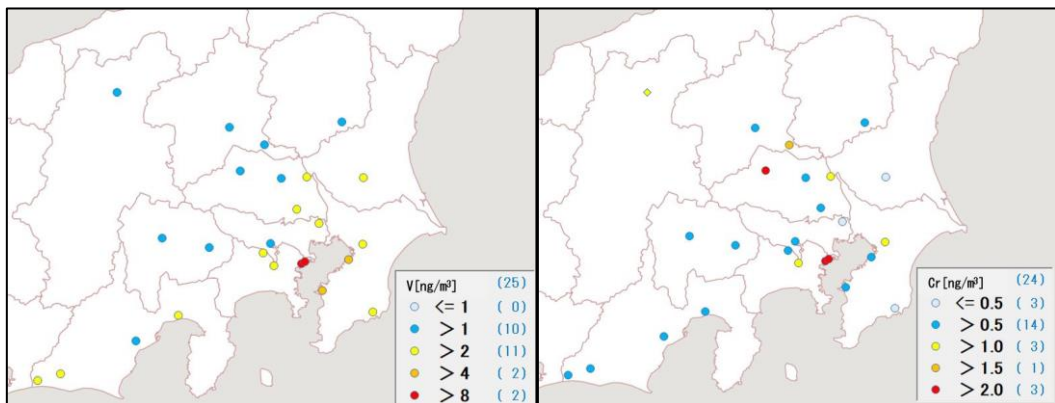 V[ng/m³] (25)
<= 1 ( 0)
> 1 (10)
> 2 (11)
> 4 ( 2)
> 8 ( 2)
Cr[ng/m³] (24)
<= 0.5 ( 3)
> 0.5 (14)
> 1.0 ( 3)
> 1.5 ( 1)
> 2.0 ( 3)